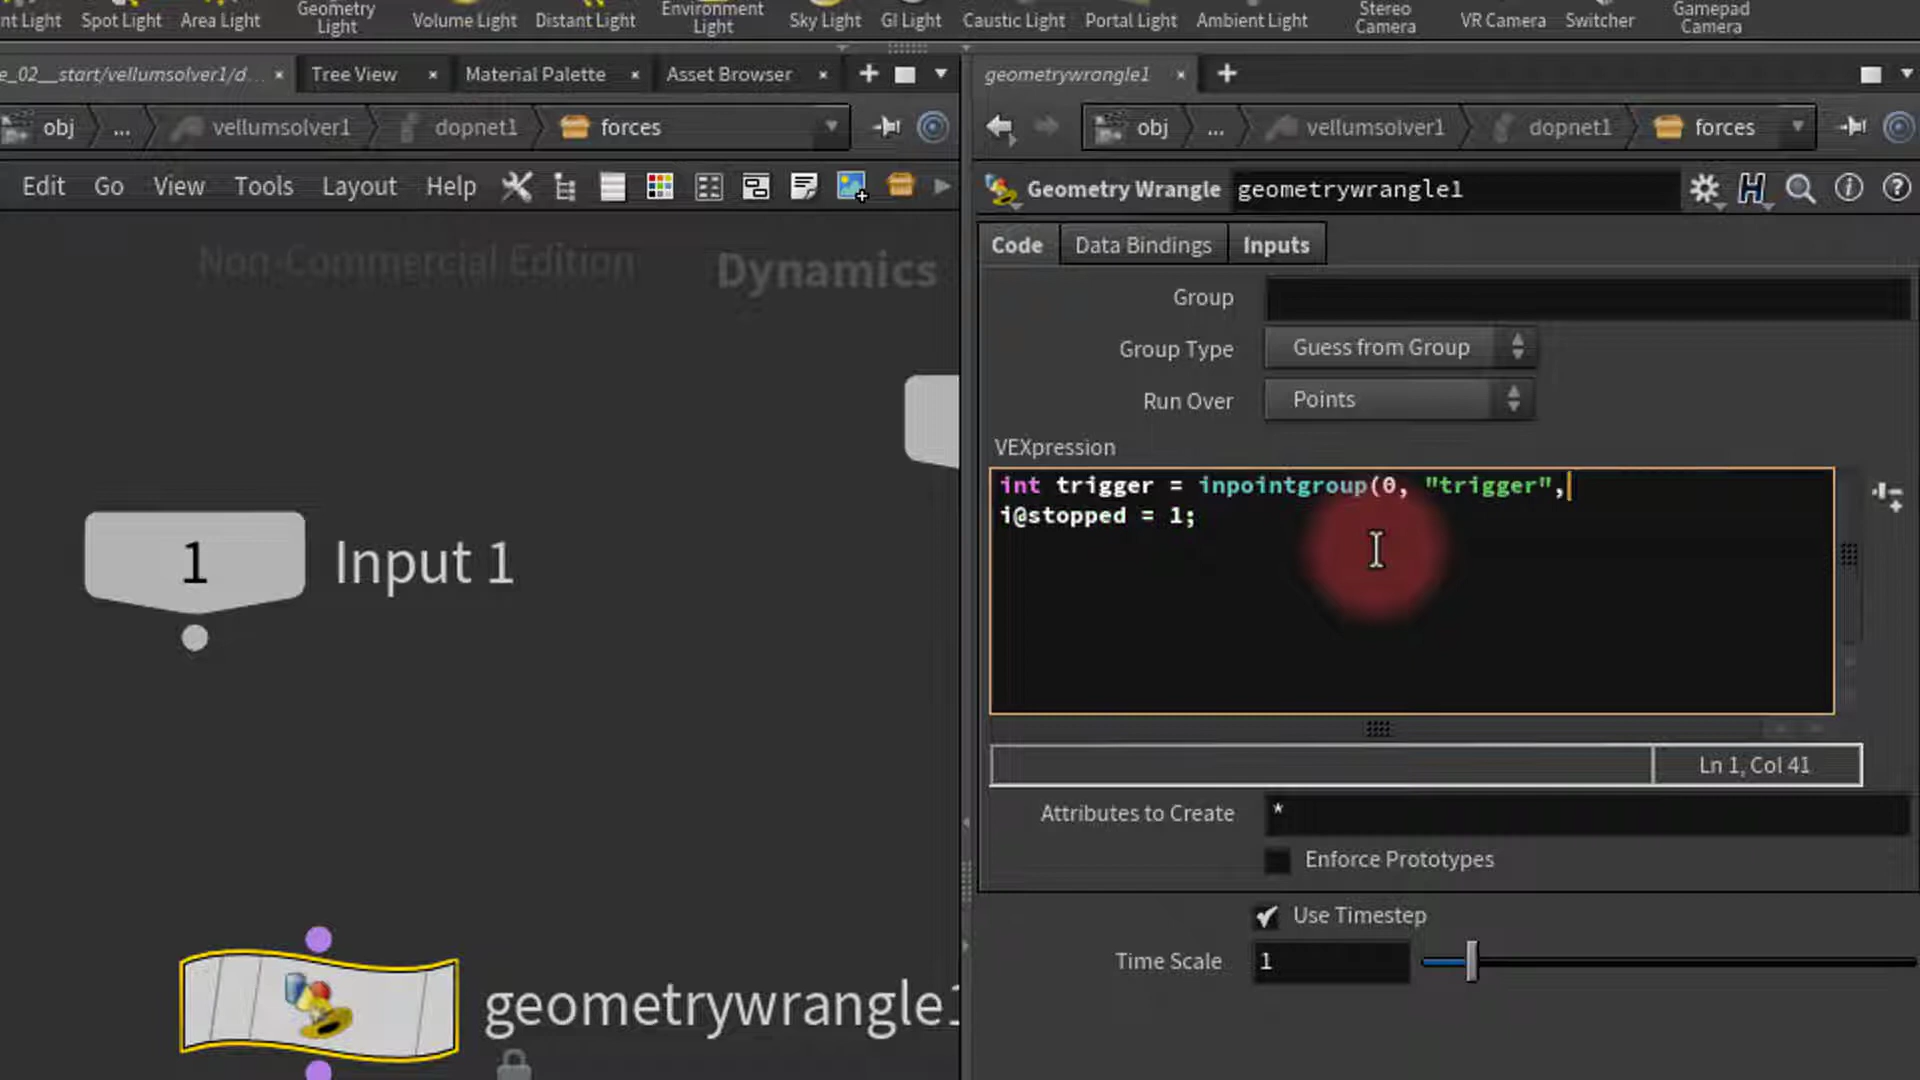 nt Light
Spot Light
Area Light
Geometry
Light
Volume Light
Distant Light
Environment
Light
Sky Light
GI Light
Caustic Light
Portal Light
Ambient Light
Stereo
Camera
VR Camera
Switcher
Gamepad
Camera
e_02__start/vellumsolver1/d... ×
Tree View ×
Material Palette ×
Asset Browser ×
+
geometrywrangle1 ×
+
obj
...
vellumsolver1
dopnet1
forces
obj
...
vellumsolver1
dopnet1
forces
Edit
Go
View
Tools
Layout
Help
Geometry Wrangle
geometrywrangle1
Code
Data Bindings
Inputs
Non-Commercial Edition
Dynamics
Group
Group Type
Guess from Group
Run Over
Points
VEXpression
int trigger = inpointgroup(0, "trigger",
i@stopped = 1;
1
Input 1
Ln 1, Col 41
Attributes to Create
*
Enforce Prototypes
Use Timestep
Time Scale
1
geometrywrangle1